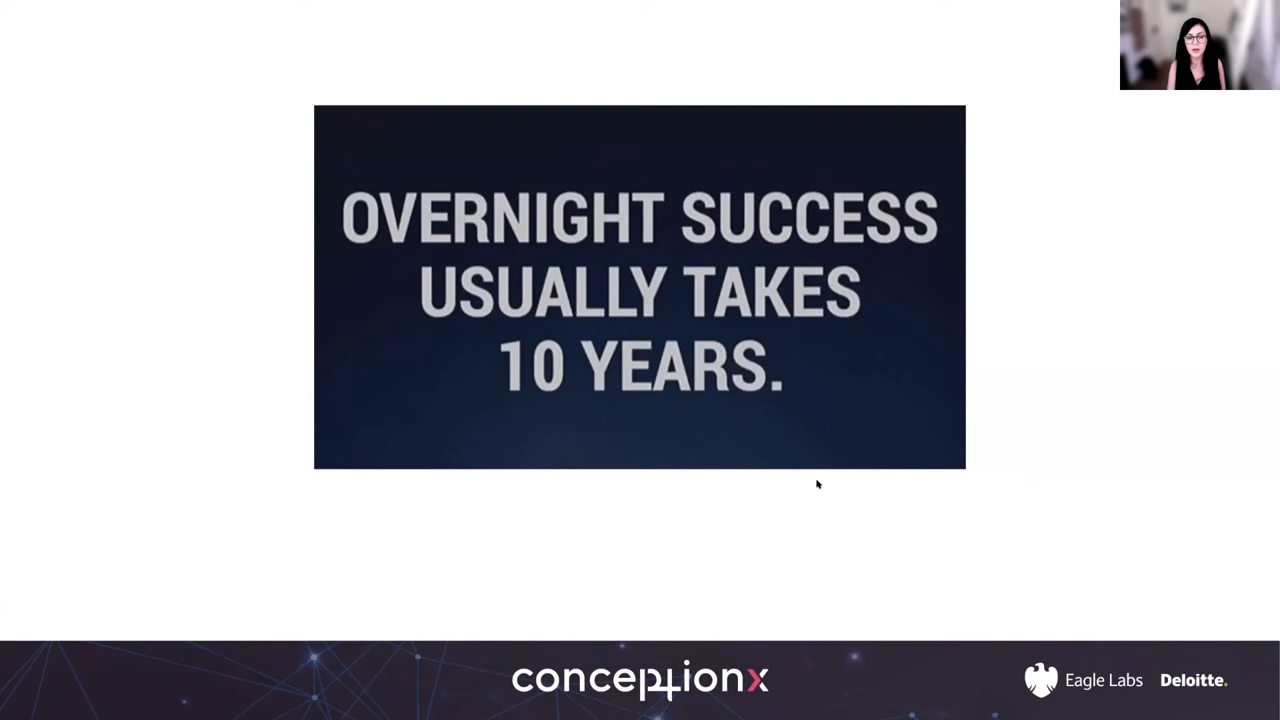 OVERNIGHT SUCCESS
USUALLY TAKES
10 YEARS.
conceptionx
Eagle Labs
Deloitte.